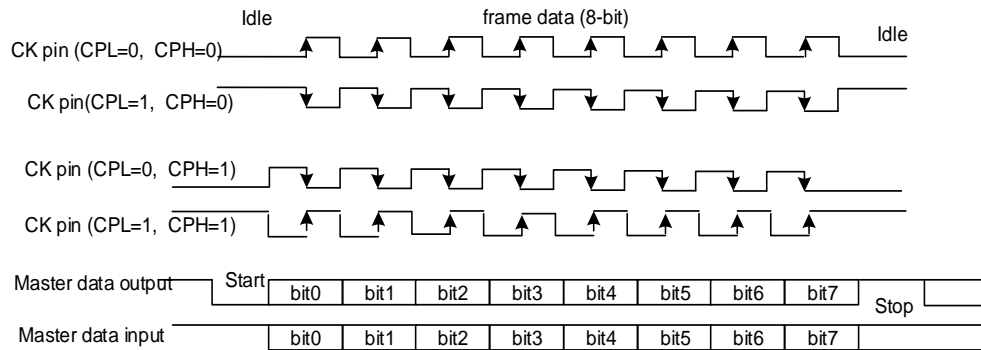 Idle
frame data (8-bit)
Idle
CK pin (CPL=0, CPH=0)
CK pin(CPL=1, CPH=0)
CK pin (CPL=0, CPH=1)
CK pin (CPL=1, CPH=1)
Master data output
Start
bit0 bit1 bit2 bit3 bit4 bit5 bit6 bit7
Stop
Master data input
bit0 bit1 bit2 bit3 bit4 bit5 bit6 bit7